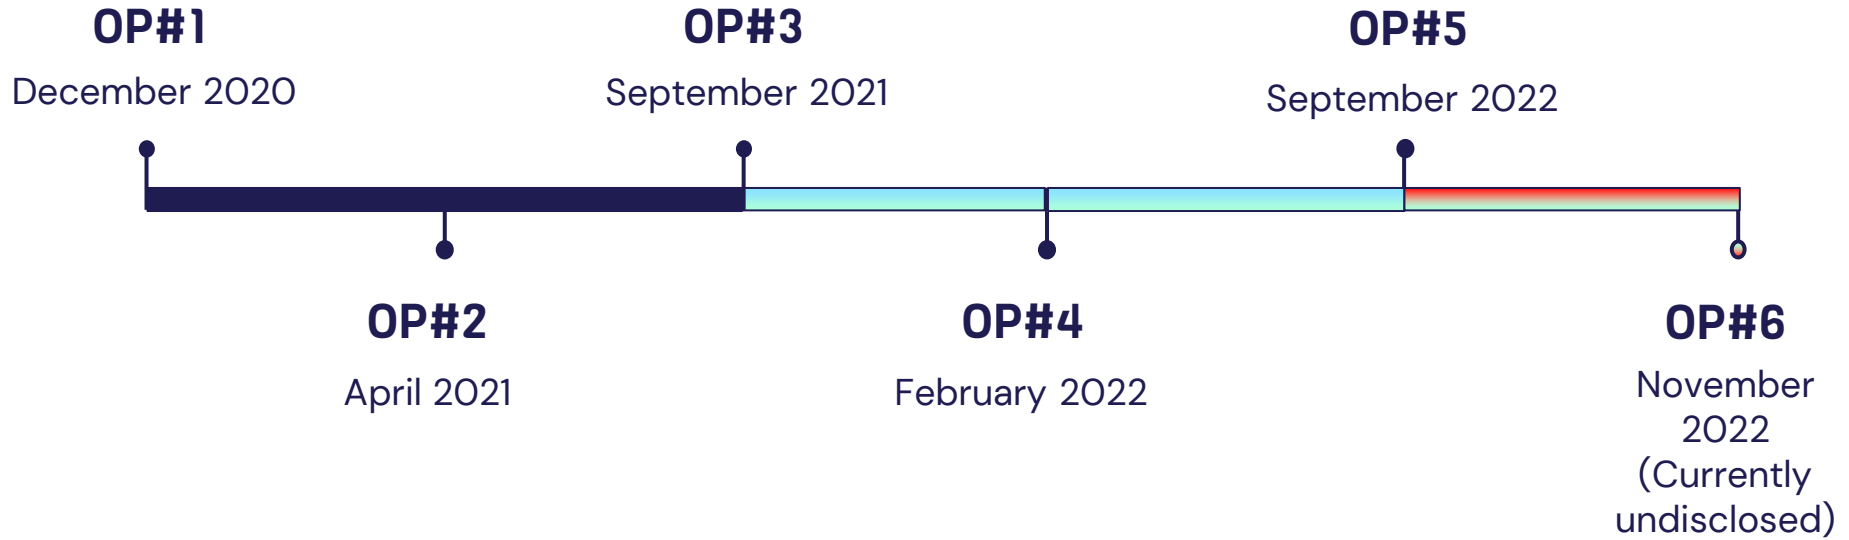 OP#1
December 2020
OP#3
September 2021
OP#5
September 2022
OP#2
April 2021
OP#4
February 2022
OP#6
November
2022
(Currently
undisclosed)